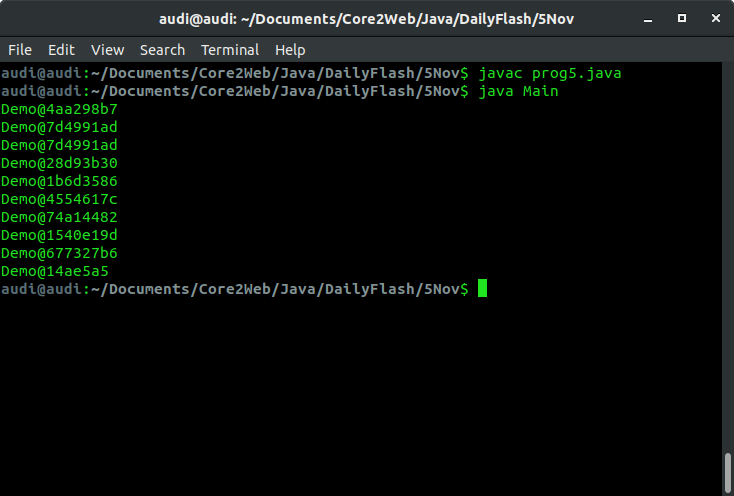 audi@audi: ~/Documents/Core2Web/Java/DailyFlash/5Nov
File Edit View Search Terminal Help
audi@audi:~/Documents/Core2Web/Java/DailyFlash/5Nov$ javac prog5.java
audi@audi:~/Documents/Core2Web/Java/DailyFlash/5Nov$ java Main
Demo@4aa298b7
Demo@7d4991ad
Demo@7d4991ad
Demo@28d93b30
Demo@1b6d3586
Demo@4554617c
Demo@74a14482
Demo@1540e19d
Demo@677327b6
Demo@14ae5a5
audi@audi:~/Documents/Core2Web/Java/DailyFlash/5Nov$